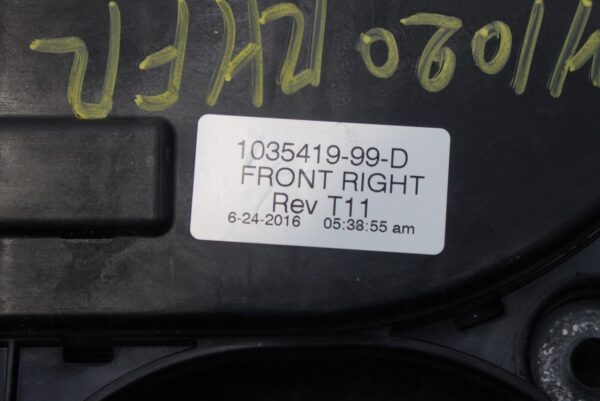 1035419-99-D
FRONT RIGHT
Rev T11
6-24-2016 05:38:55 am